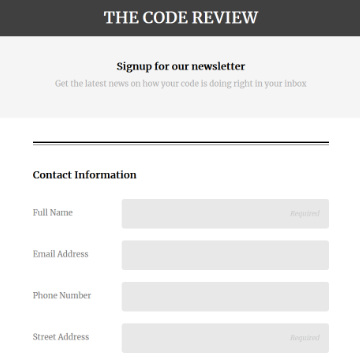 THE CODE REVIEW
Signup for our newsletter
Get the latest news on how your code is doing right in your inbox
Contact Information
Full Name
Required
Email Address
Phone Number
Street Address
Required